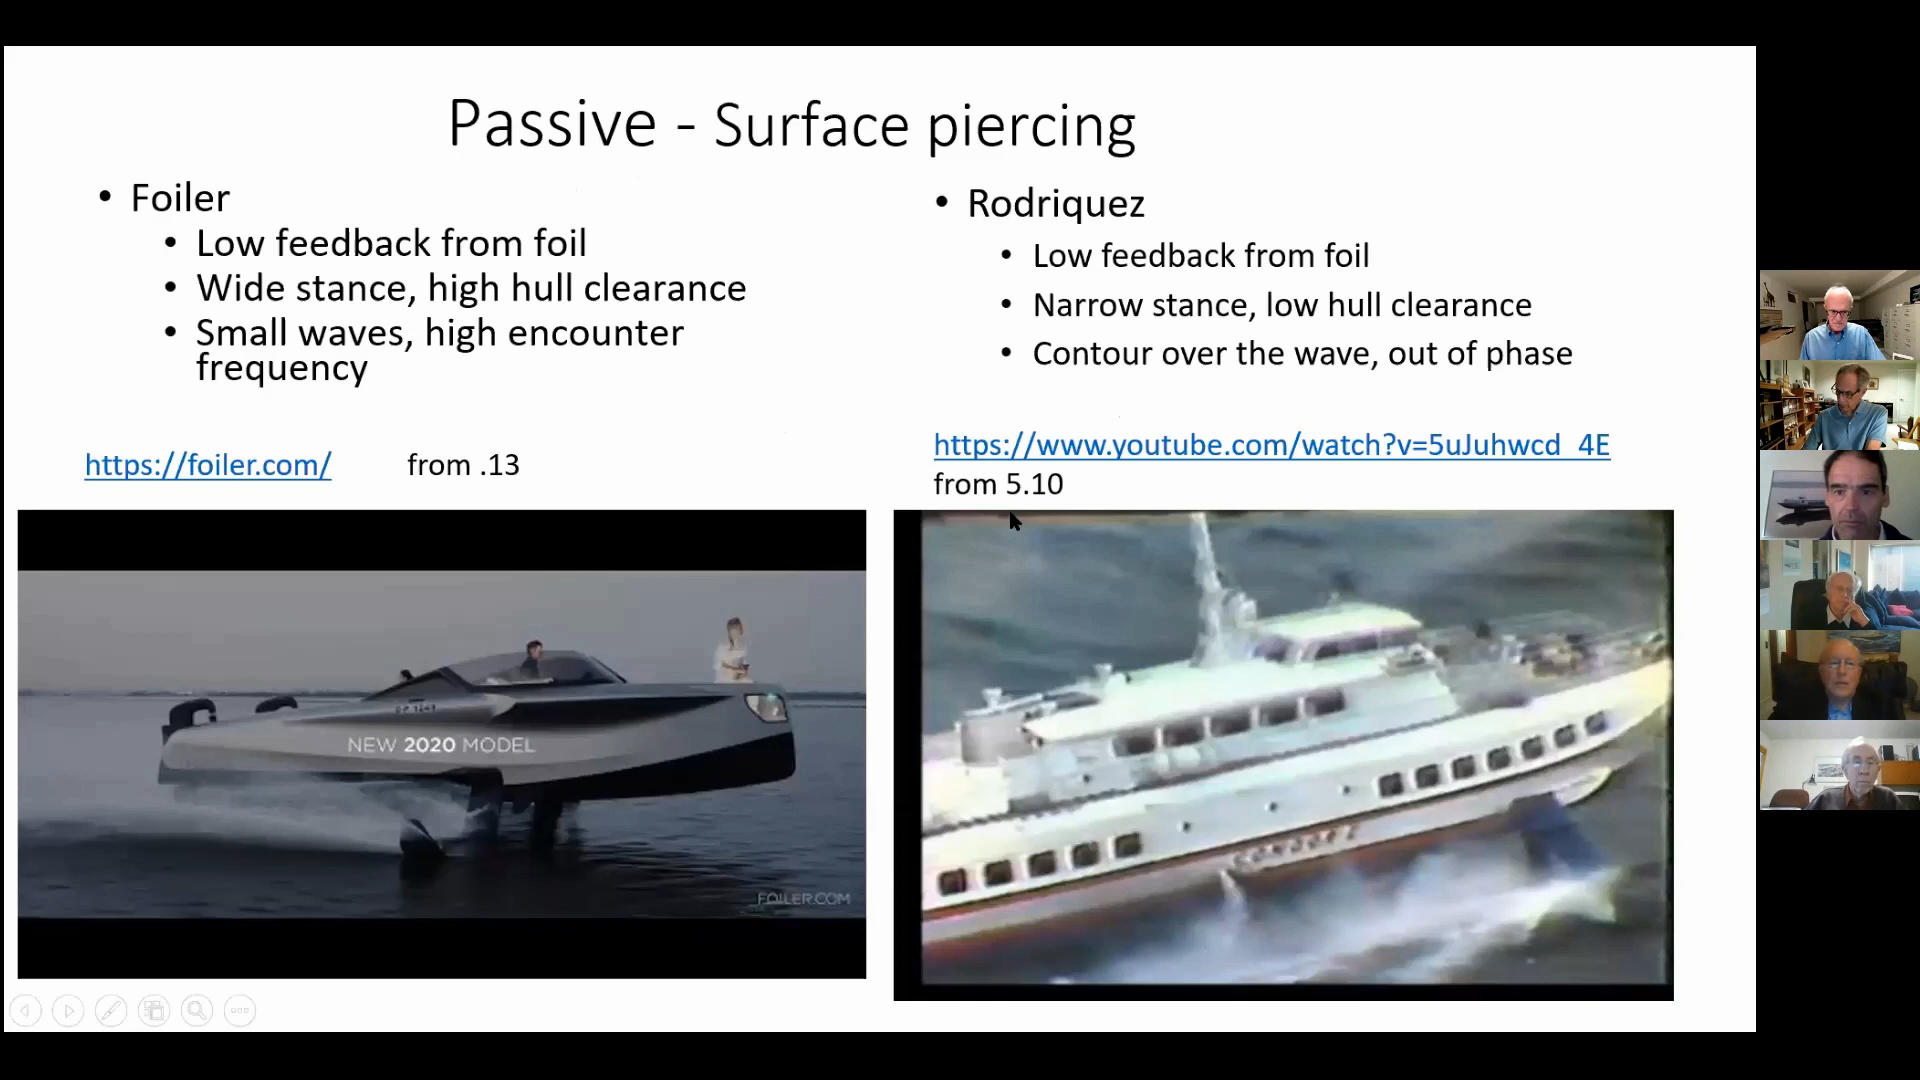 Passive - Surface piercing
• Foiler
• Low feedback from foil
• Wide stance, high hull clearance
• Small waves, high encounter
frequency
https://foiler.com/ from .13
NEW 2020 MODEL
FOILER.COM
• Rodriquez
• Low feedback from foil
• Narrow stance, low hull clearance
• Contour over the wave, out of phase
https://www.youtube.com/watch?v=5uJuhwcd_4E
from 5.10